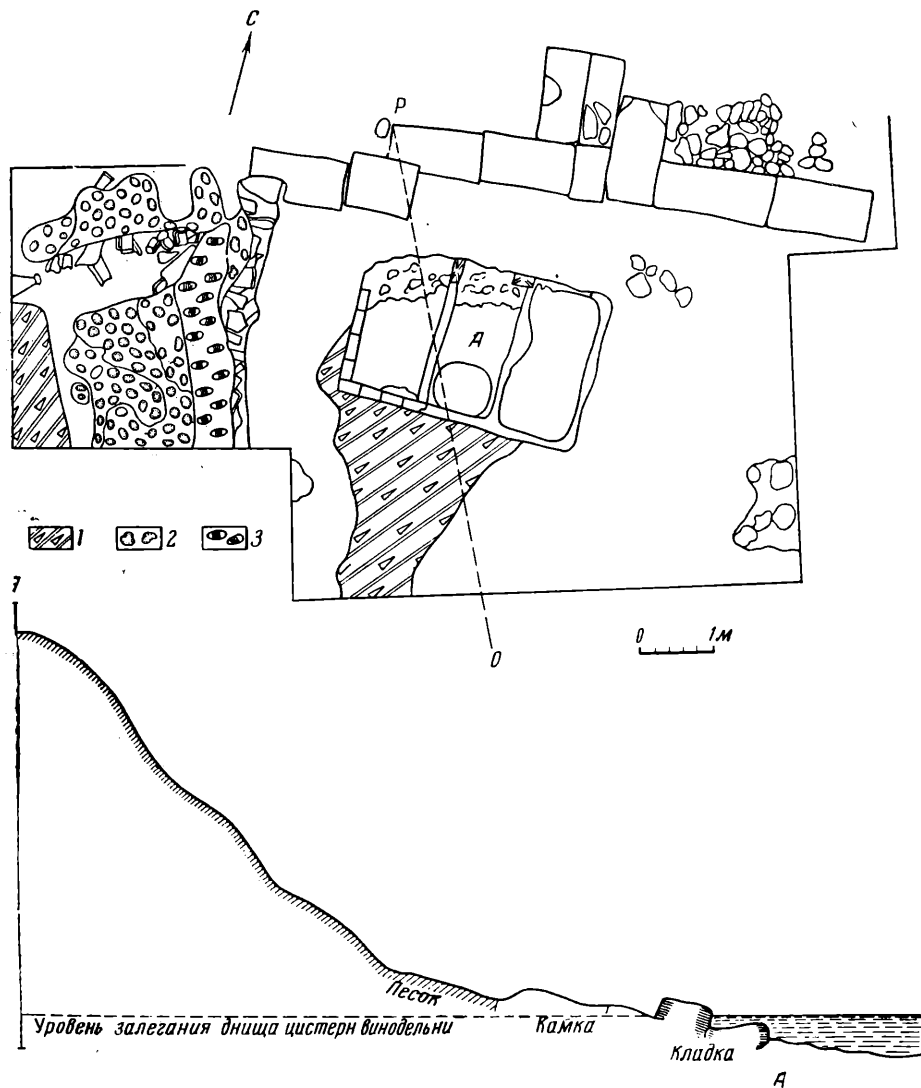 С
Р
А
1 2 3
0 1м
О
7
Песок
Уровень залегания днища цистерн винодельни
Камка
Кладка
А